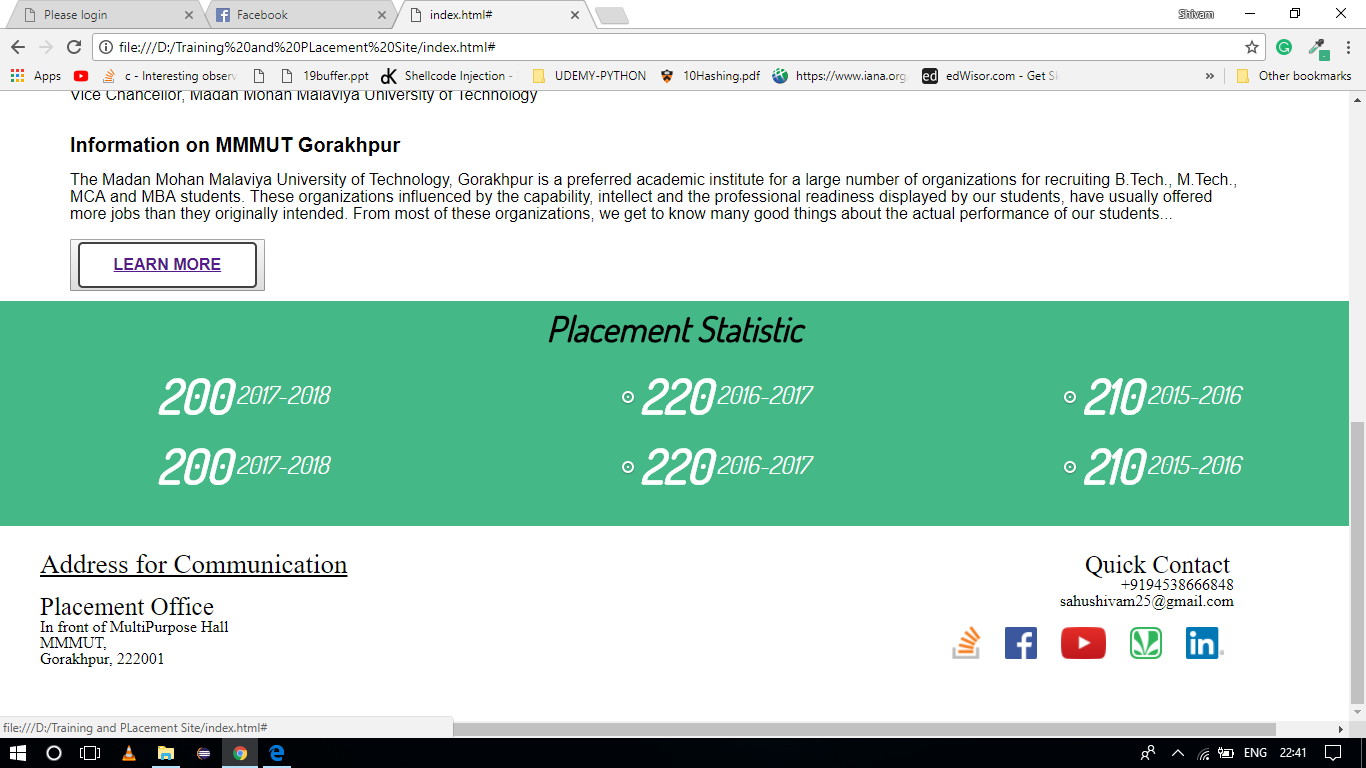 Please login
Facebook
index.html#
Shivam
file:///D:/Training%20and%20PLacement%20Site/index.html#
Apps
c - Interesting observ
19buffer.ppt
Shellcode Injection -
UDEMY-PYTHON
10Hashing.pdf
https://www.iana.org
ed edWisor.com - Get Sk
»
Other bookmarks
Vice Chancellor, Madan Mohan Malaviya University of Technology
Information on MMMUT Gorakhpur
The Madan Mohan Malaviya University of Technology, Gorakhpur is a preferred academic institute for a large number of organizations for recruiting B.Tech., M.Tech.,
MCA and MBA students. These organizations influenced by the capability, intellect and the professional readiness displayed by our students, have usually offered
more jobs than they originally intended. From most of these organizations, we get to know many good things about the actual performance of our students...
LEARN MORE
Placement Statistic
200 2017-2018
220 2016-2017
210 2015-2016
200 2017-2018
220 2016-2017
210 2015-2016
Address for Communication
Placement Office
In front of MultiPurpose Hall
MMMUT,
Gorakhpur, 222001
Quick Contact
+9194538666848
sahushivam25@gmail.com
in
file:///D:/Training and PLacement Site/index.html#
ENG
22:41